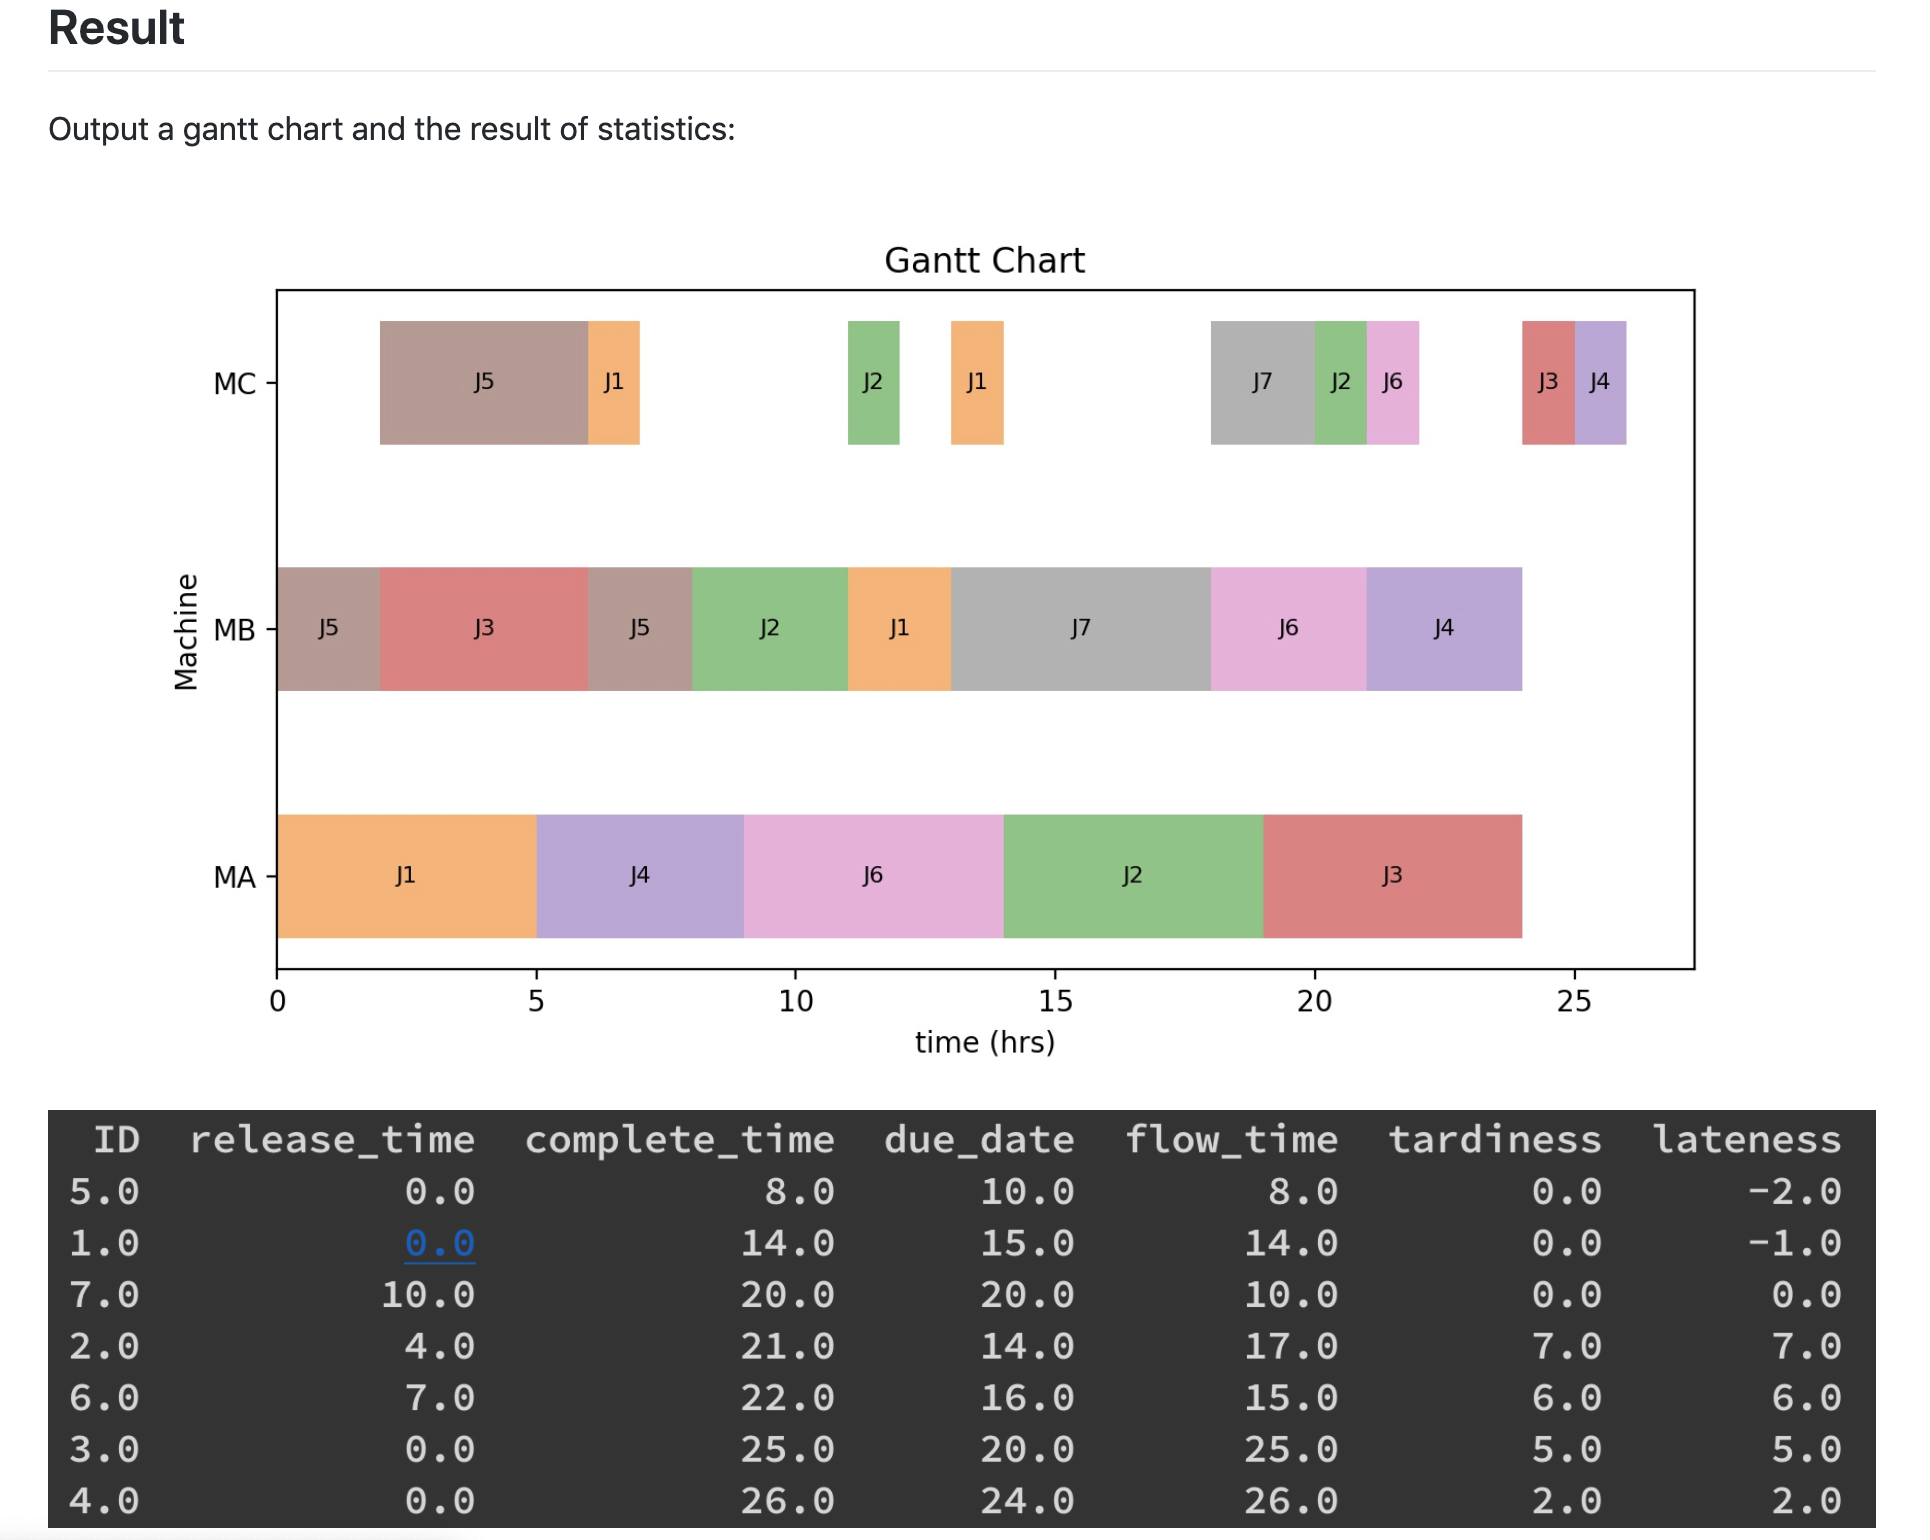 Result
Output a gantt chart and the result of statistics:
Gantt Chart
MC
J5 J1 J2 J1 J7 J2 J6 J3 J4
Machine
MB
J5 J3 J5 J2 J1 J7 J6 J4
MA
J1 J4 J6 J2 J3
0 5 10 15 20 25
time (hrs)
ID release_time complete_time due_date flow_time tardiness lateness
5.0 0.0 8.0 10.0 8.0 0.0 -2.0
1.0 0.0 14.0 15.0 14.0 0.0 -1.0
7.0 10.0 20.0 20.0 10.0 0.0 0.0
2.0 4.0 21.0 14.0 17.0 7.0 7.0
6.0 7.0 22.0 16.0 15.0 6.0 6.0
3.0 0.0 25.0 20.0 25.0 5.0 5.0
4.0 0.0 26.0 24.0 26.0 2.0 2.0